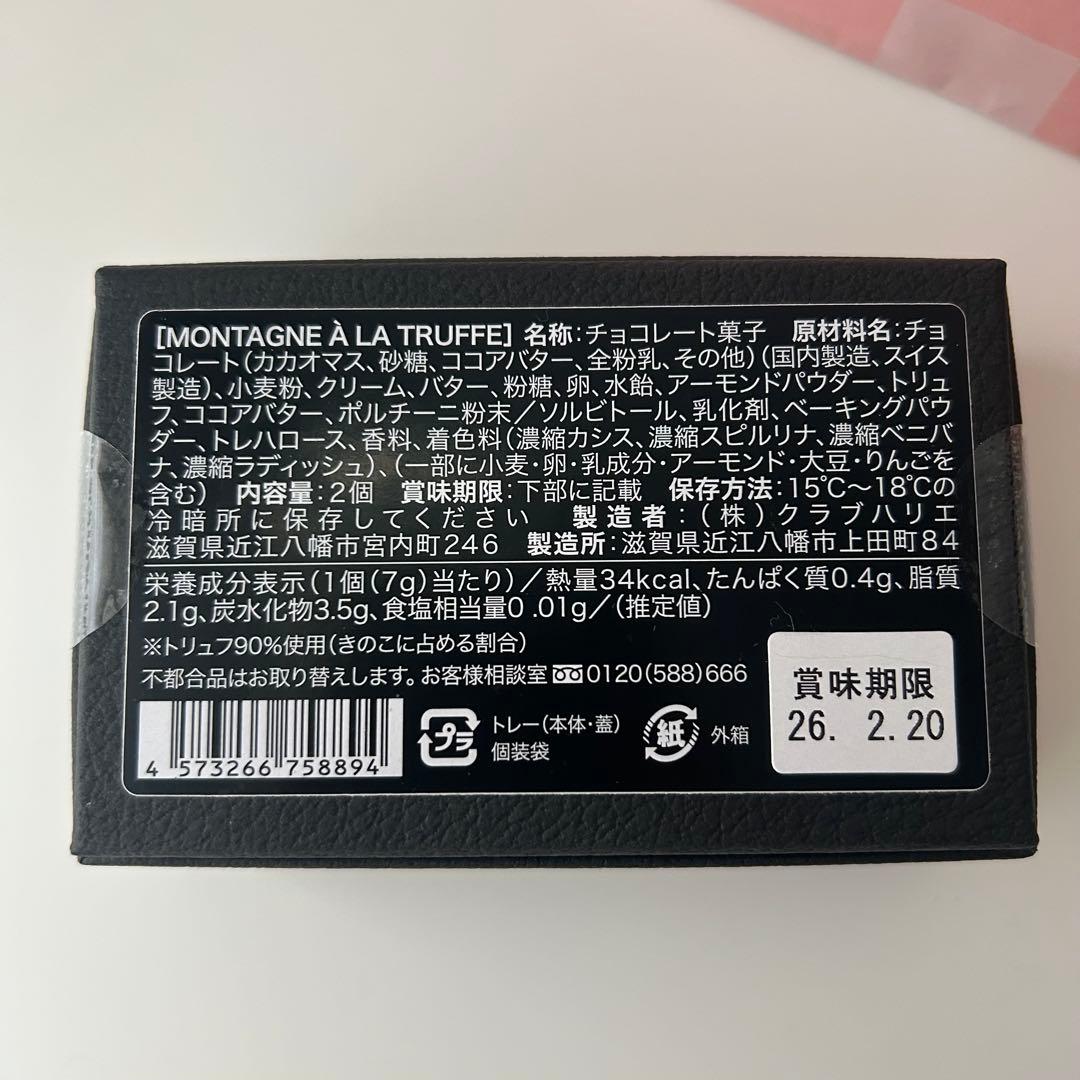 [MONTAGNE À LA TRUFFE] 名称:チョコレート菓子 原材料名:チョ
コレート(カカオマス、砂糖、ココアバター、全粉乳、その他)(国内製造、スイス
製造)、小麦粉、クリーム、バター、粉糖、卵、水飴、アーモンドパウダー、トリュ
フ、ココアバター、ポルチーニ粉末/ソルビトール、乳化剤、ベーキングパウ
ダー、トレハロース、香料、着色料(濃縮カシス、濃縮スピルリナ、濃縮ベニバ
ナ、濃縮ラディッシュ)、(一部に小麦・卵・乳成分・アーモンド・大豆・りんごを
含む) 内容量:2個 賞味期限:下部に記載 保存方法:15℃〜18℃の
冷暗所に保存してください 製造者:(株)クラブハリエ
滋賀県近江八幡市宮内町246 製造所:滋賀県近江八幡市上田町84
栄養成分表示(1個(7g)当たり)/熱量34kcal、たんぱく質0.4g、脂質
2.1g、炭水化物3.5g、食塩相当量0.01g/(推定値)
※トリュフ90%使用(きのこに占める割合)
不都合品はお取り替えします。お客様相談室 0120(588)666
賞味期限
26. 2.20
4 573266 758894
プラ
トレー(本体・蓋)
個装袋
紙
外箱